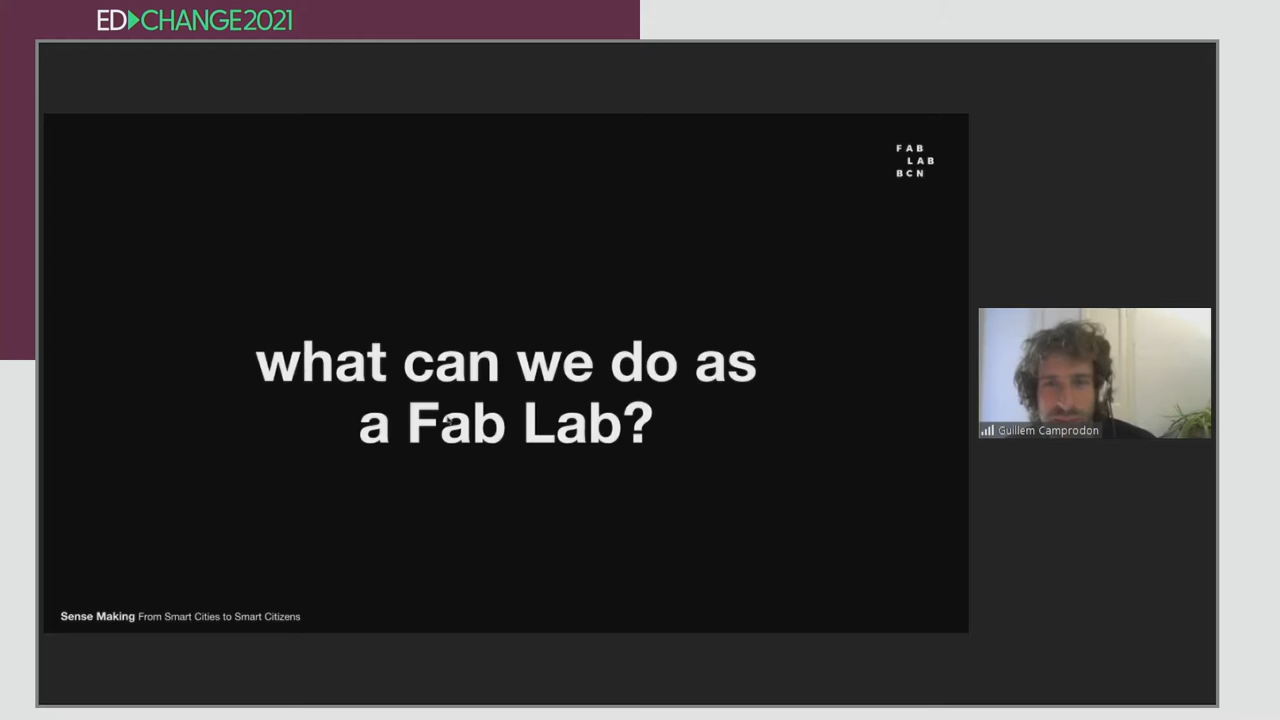 ED CHANGE2021
FAB
LAB
BCN
what can we do as
a Fab Lab?
Guillem Camprodon
Sense Making From Smart Cities to Smart Citizens